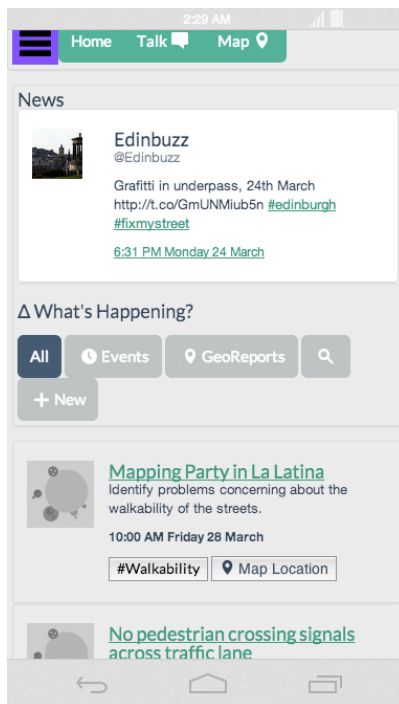 2:29 AM
Home Talk Map
News
Edinbuzz
@Edinbuzz
Grafitti in underpass, 24th March
http://t.co/GmUNMiub5n #edinburgh
#fixmystreet
6:31 PM Monday 24 March
Δ What's Happening?
All Events GeoReports
+ New
Mapping Party in La Latina
Identify problems concerning about the
walkability of the streets.
10:00 AM Friday 28 March
#Walkability Map Location
No pedestrian crossing signals
across traffic lane